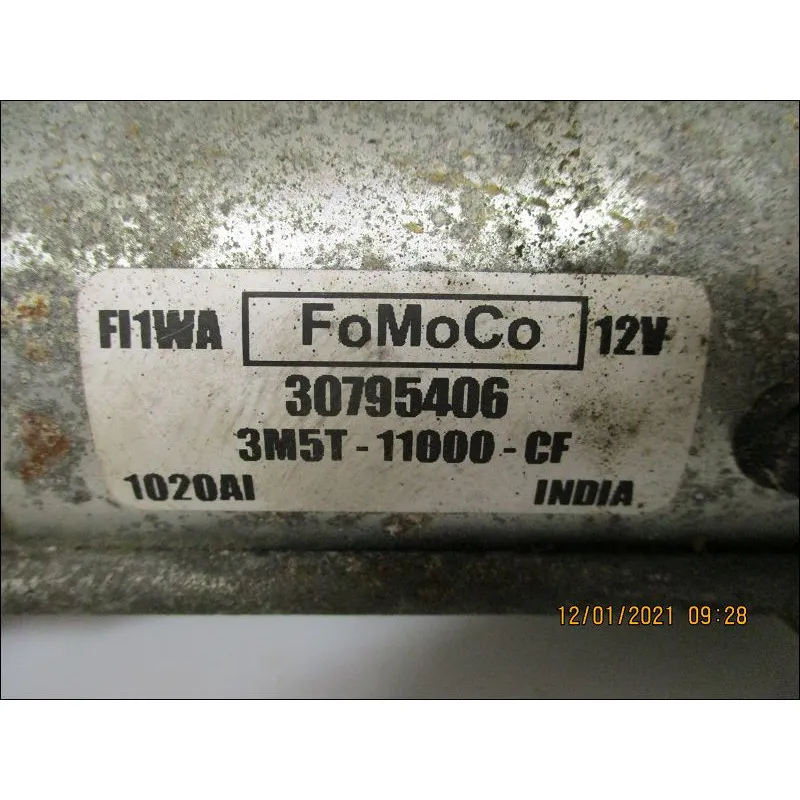 FI1WA FoMoCo 12V
30795406
3M5T-11000-CF
1020AI INDIA
12/01/2021 09:28